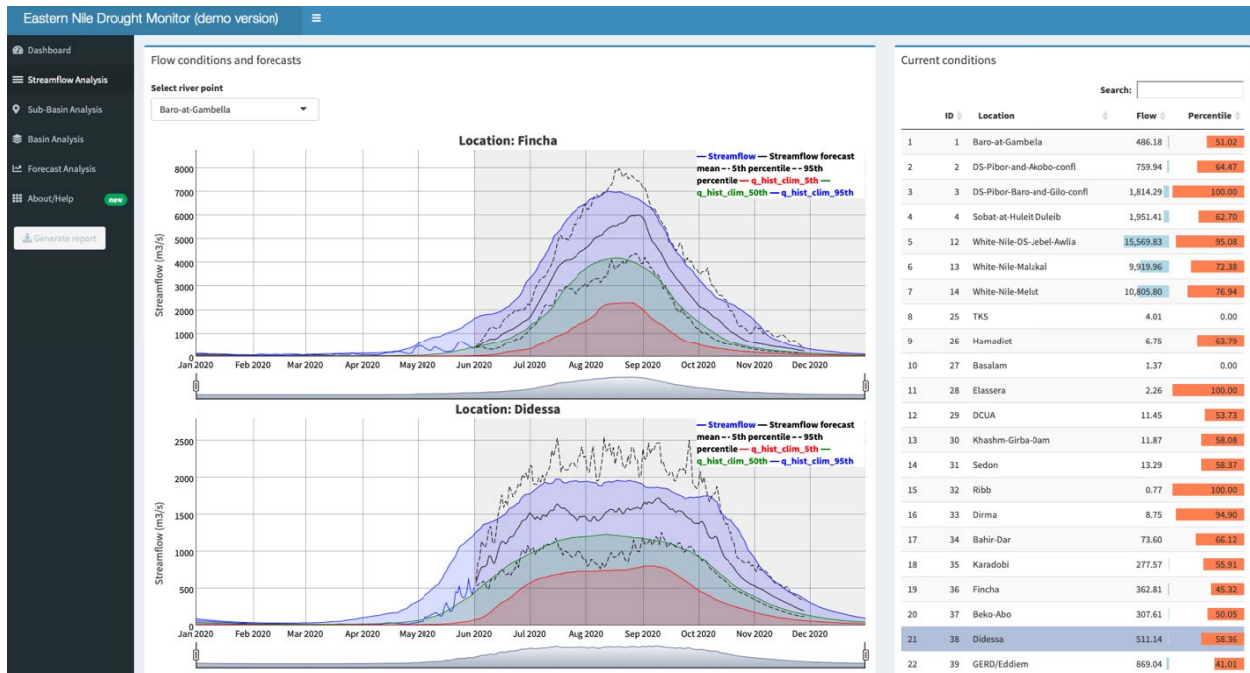 Eastern Nile Drought Monitor (demo version)
Dashboard
Streamflow Analysis
Sub-Basin Analysis
Basin Analysis
Forecast Analysis
About/Help new
Generate report
Flow conditions and forecasts
Select river point
Baro-at-Gambella
Location: Fincha
— Streamflow — Streamflow forecast
mean -- 5th percentile -- 95th
percentile — q_hist_clim_5th —
q_hist_clim_50th — q_hist_clim_95th
Streamflow (m3/s)
8000
7000
6000
5000
4000
3000
2000
1000
0
Jan 2020 Feb 2020 Mar 2020 Apr 2020 May 2020 Jun 2020 Jul 2020 Aug 2020 Sep 2020 Oct 2020 Nov 2020 Dec 2020
Location: Didessa
— Streamflow — Streamflow forecast
mean -- 5th percentile -- 95th
percentile — q_hist_clim_5th —
q_hist_clim_50th — q_hist_clim_95th
Streamflow (m3/s)
2500
2000
1500
1000
500
0
Jan 2020 Feb 2020 Mar 2020 Apr 2020 May 2020 Jun 2020 Jul 2020 Aug 2020 Sep 2020 Oct 2020 Nov 2020 Dec 2020
Current conditions
Search:
ID Location Flow Percentile
1 1 Baro-at-Gambella 486.18 51.02
2 2 DS-Pibor-and-Akobo-confl 759.94 64.47
3 3 DS-Pibor-Baro-and-Gilo-confl 1,814.29 100.00
4 4 Sobat-at-Huleit Duleib 1,951.41 62.70
5 12 White-Nile-DS-Jebel-Awlia 15,569.83 95.08
6 13 White-Nile-Malakal 9,919.96 72.38
7 14 White-Nile-Melut 10,805.80 76.94
8 25 TK5 4.01 0.00
9 26 Hamadiet 6.75 63.79
10 27 Basalam 1.37 0.00
11 28 Elassera 2.26 100.00
12 29 DCUA 11.45 53.73
13 30 Khashm-Girba-Dam 11.87 58.08
14 31 Sedon 13.29 58.37
15 32 Ribb 0.77 100.00
16 33 Dirma 8.75 94.90
17 34 Bahir-Dar 73.60 66.12
18 35 Karadobi 277.57 55.91
19 36 Fincha 362.81 45.32
20 37 Beko-Abo 307.61 50.05
21 38 Didessa 511.14 58.36
22 39 GERD/Eddiem 869.04 41.01